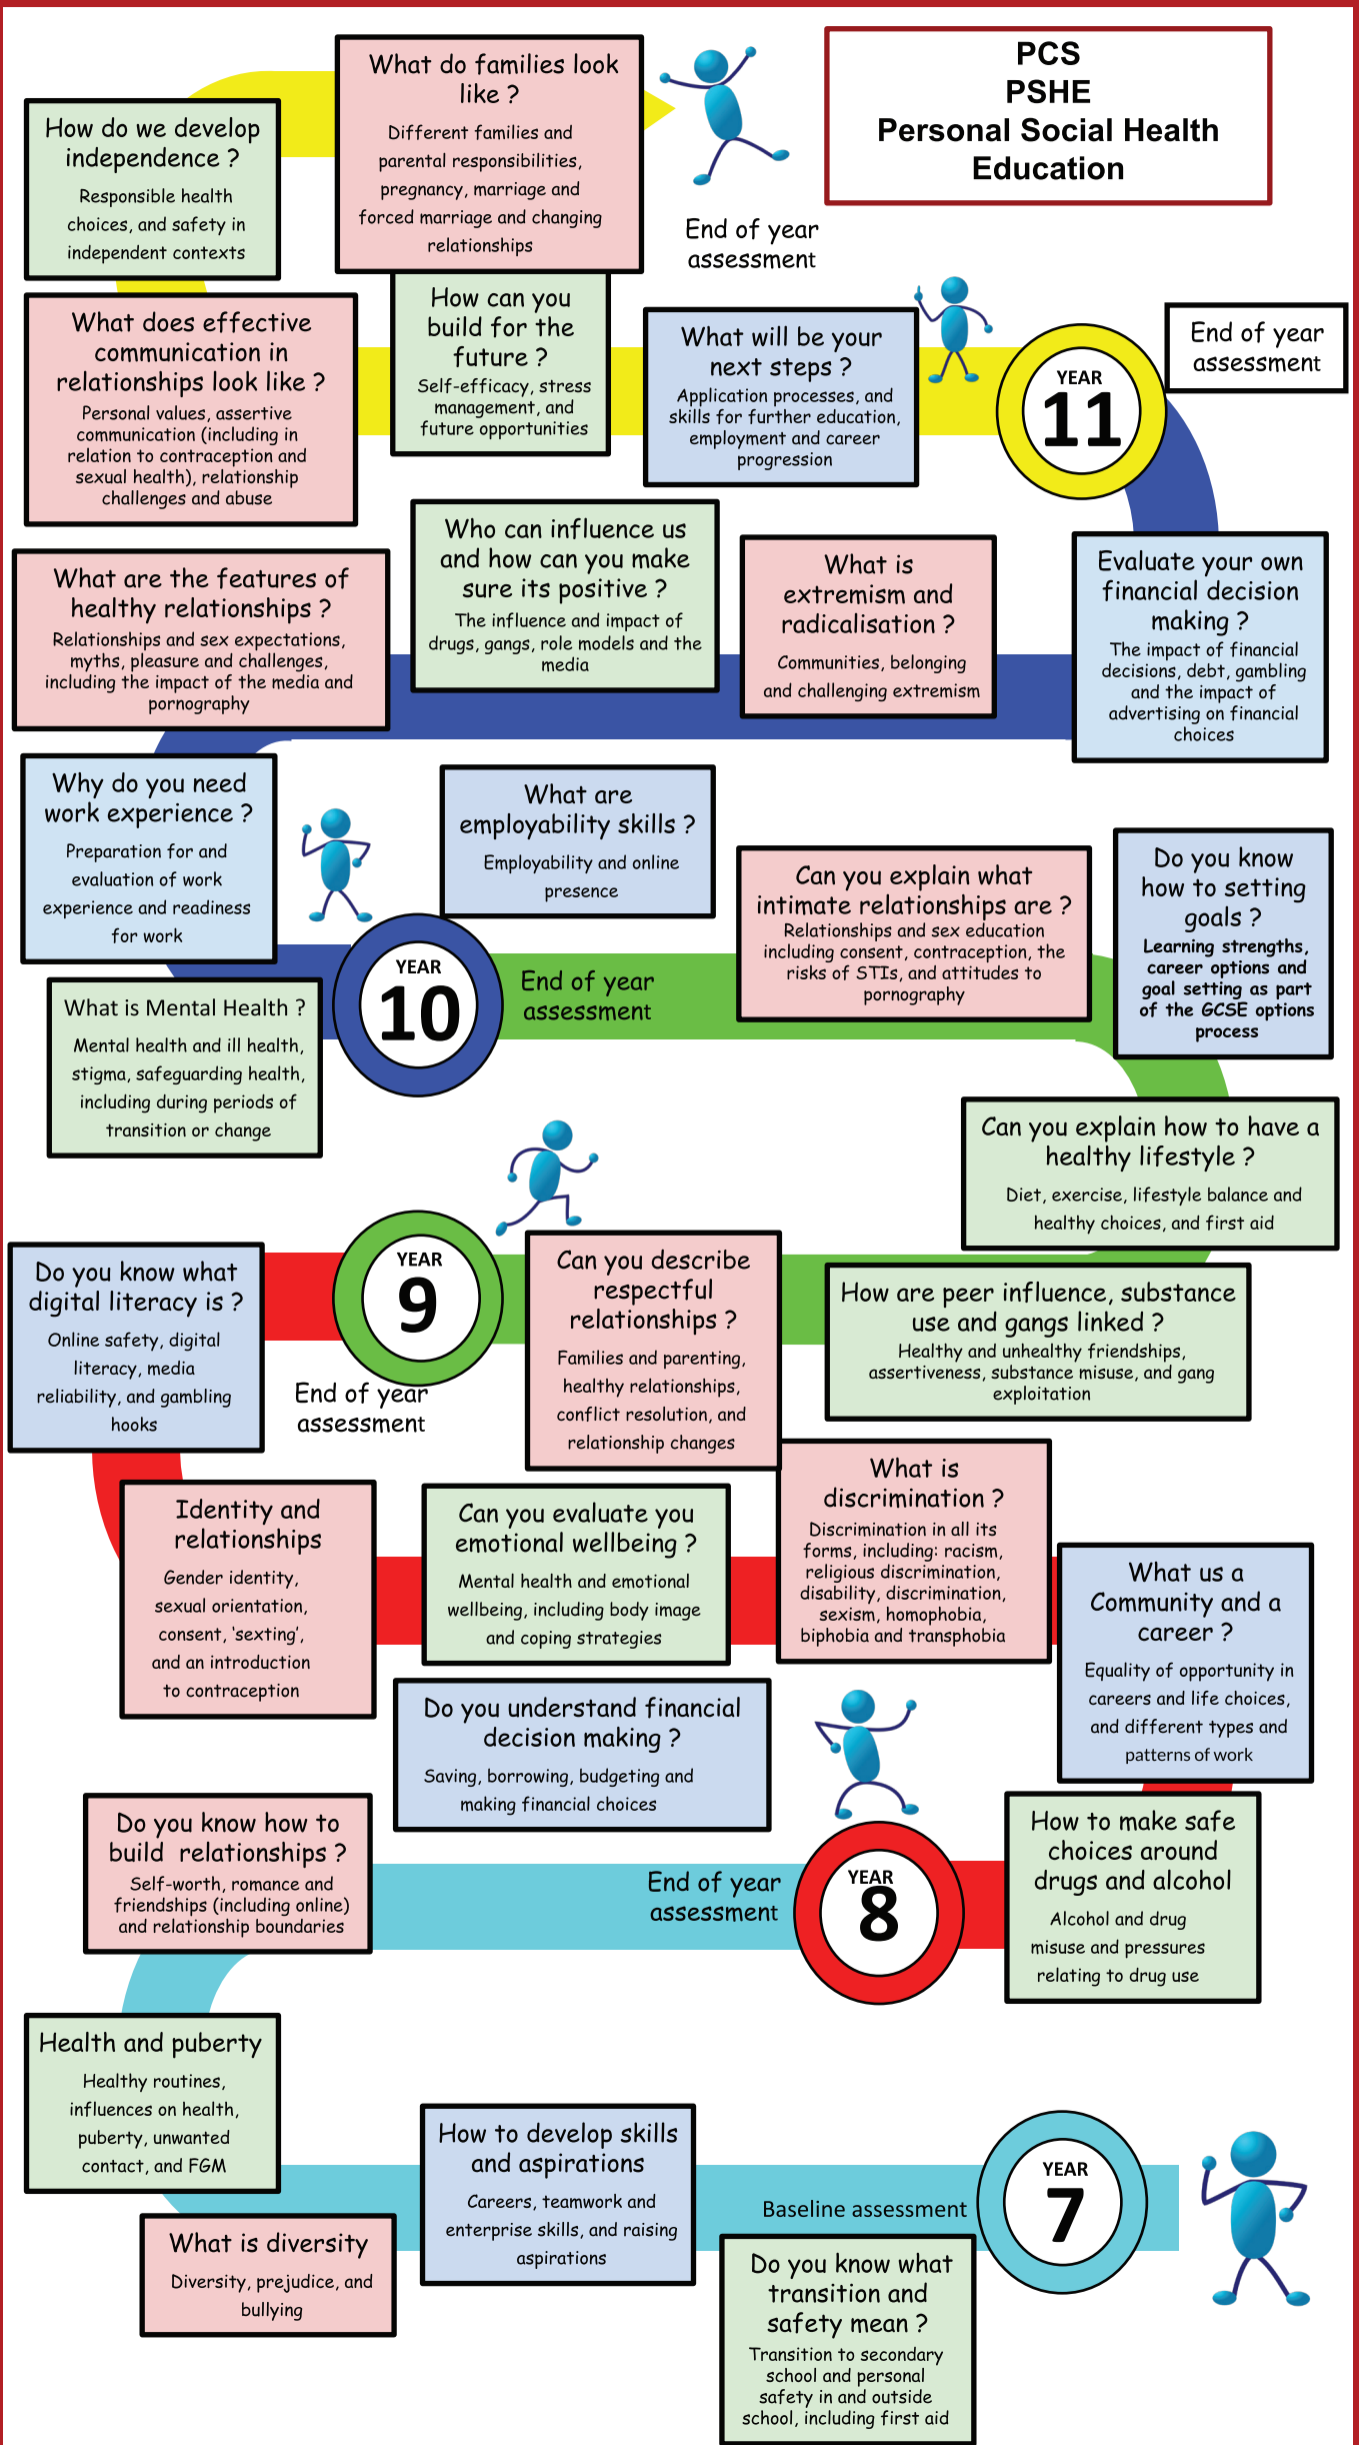 PCS
PSHE
Personal Social Health
Education
What do families look
like ?
Different families and
parental responsibilities,
pregnancy, marriage and
forced marriage and changing
relationships
How do we develop
independence ?
Responsible health
choices, and safety in
independent contexts
End of year
assessment
What does effective
communication in
relationships look like ?
Personal values, assertive
communication (including in
relation to contraception and
sexual health), relationship
challenges and abuse
How can you
build for the
future ?
Self-efficacy, stress
management, and
future opportunities
What will be your
next steps ?
Application processes, and
skills for further education,
employment and career
progression
YEAR
11
End of year
assessment
What are the features of
healthy relationships ?
Relationships and sex expectations,
myths, pleasure and challenges,
including the impact of the media and
pornography
Who can influence us
and how can you make
sure its positive ?
The influence and impact of
drugs, gangs, role models and the
media
What is
extremism and
radicalisation ?
Communities, belonging
and challenging extremism
Evaluate your own
financial decision
making ?
The impact of financial
decisions, debt, gambling
and the impact of
advertising on financial
choices
Why do you need
work experience ?
Preparation for and
evaluation of work
experience and readiness
for work
What are
employability skills ?
Employability and online
presence
Can you explain what
intimate relationships are ?
Relationships and sex education
including consent, contraception, the
risks of STIs, and attitudes to
pornography
Do you know
how to setting
goals ?
Learning strengths,
career options and
goal setting as part
of the GCSE options
process
What is Mental Health ?
Mental health and ill health,
stigma, safeguarding health,
including during periods of
transition or change
YEAR
10
End of year
assessment
Can you explain how to have a
healthy lifestyle ?
Diet, exercise, lifestyle balance and
healthy choices, and first aid
Do you know what
digital literacy is ?
Online safety, digital
literacy, media
reliability, and gambling
hooks
YEAR
9
End of year
assessment
Can you describe
respectful
relationships ?
Families and parenting,
healthy relationships,
conflict resolution, and
relationship changes
How are peer influence, substance
use and gangs linked ?
Healthy and unhealthy friendships,
assertiveness, substance misuse, and gang
exploitation
Identity and
relationships
Gender identity,
sexual orientation,
consent, ‘sexting’,
and an introduction
to contraception
Can you evaluate you
emotional wellbeing ?
Mental health and emotional
wellbeing, including body image
and coping strategies
What is
discrimination ?
Discrimination in all its
forms, including: racism,
religious discrimination,
disability, discrimination,
sexism, homophobia,
biphobia and transphobia
What us a
Community and a
career ?
Equality of opportunity in
careers and life choices,
and different types and
patterns of work
Do you understand financial
decision making ?
Saving, borrowing, budgeting and
making financial choices
Do you know how to
build relationships ?
Self-worth, romance and
friendships (including online)
and relationship boundaries
End of year
assessment
YEAR
8
How to make safe
choices around
drugs and alcohol
Alcohol and drug
misuse and pressures
relating to drug use
Health and puberty
Healthy routines,
influences on health,
puberty, unwanted
contact, and FGM
How to develop skills
and aspirations
Careers, teamwork and
enterprise skills, and raising
aspirations
Baseline assessment
YEAR
7
What is diversity
Diversity, prejudice, and
bullying
Do you know what
transition and
safety mean ?
Transition to secondary
school and personal
safety in and outside
school, including first aid